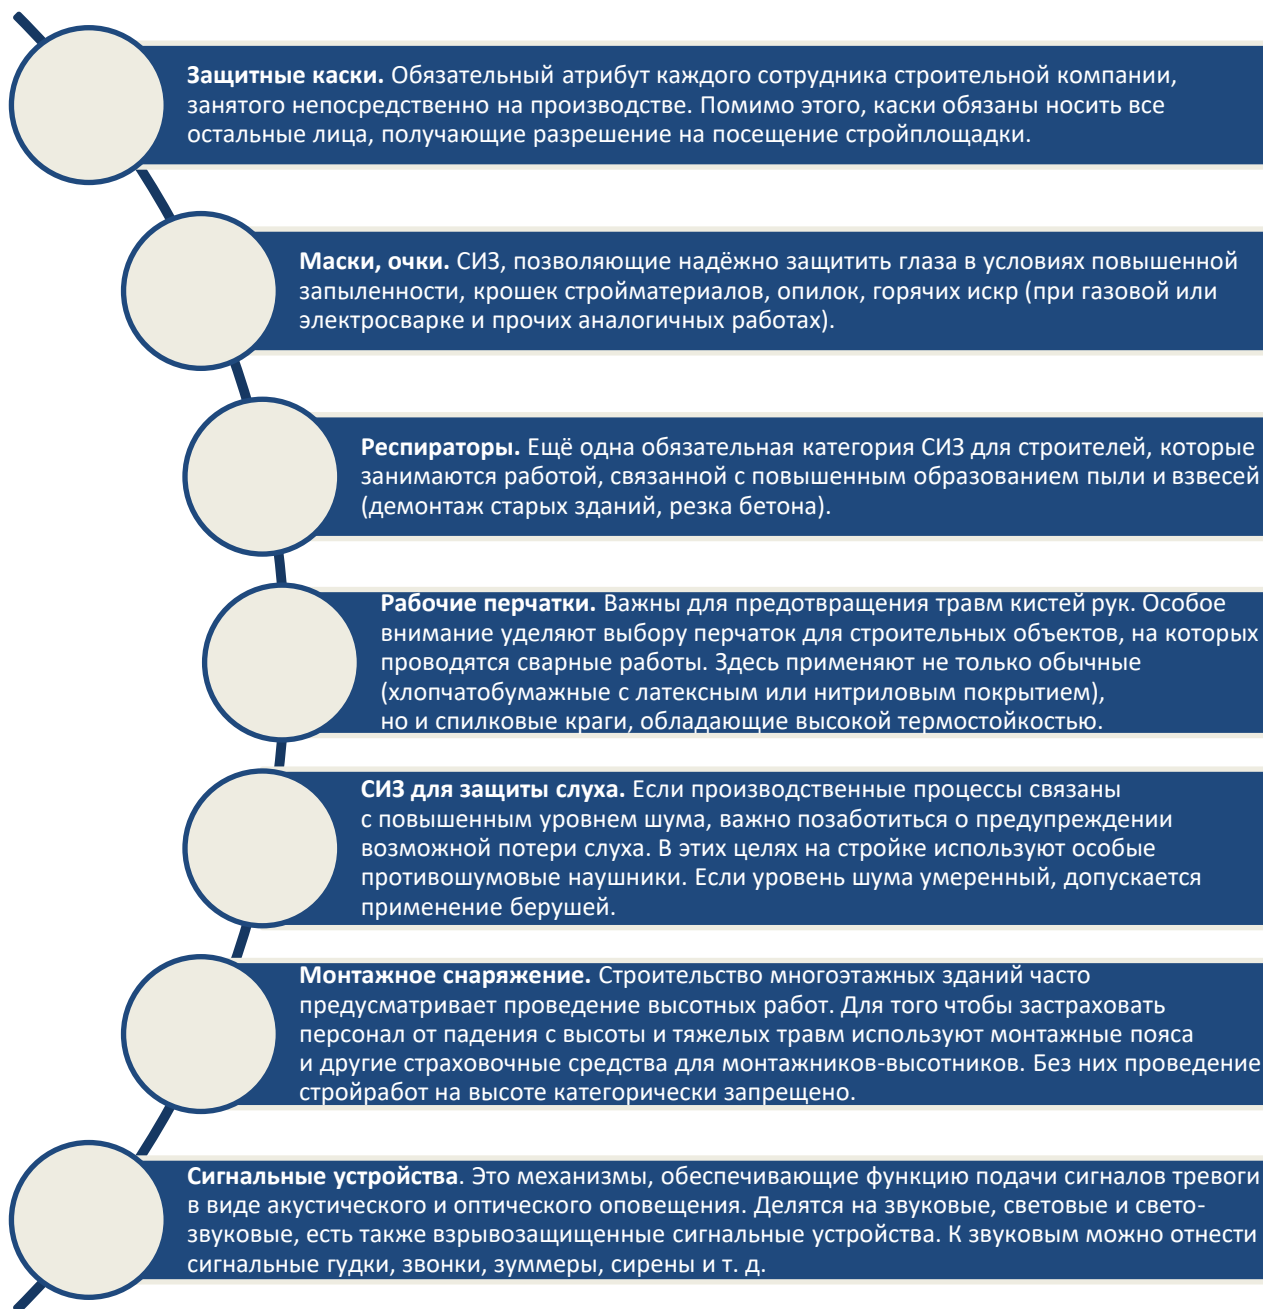 Защитные каски. Обязательный атрибут каждого сотрудника строительной компании,
занятого непосредственно на производстве. Помимо этого, каски обязаны носить все
остальные лица, получающие разрешение на посещение стройплощадки.
Маски, очки. СИЗ, позволяющие надёжно защитить глаза в условиях повышенной
запыленности, крошек стройматериалов, опилок, горячих искр (при газовой или
электросварке и прочих аналогичных работах).
Респираторы. Ещё одна обязательная категория СИЗ для строителей, которые
занимаются работой, связанной с повышенным образованием пыли и взвесей
(демонтаж старых зданий, резка бетона).
Рабочие перчатки. Важны для предотвращения травм кистей рук. Особое
внимание уделяют выбору перчаток для строительных объектов, на которых
проводятся сварные работы. Здесь применяют не только обычные
(хлопчатобумажные с латексным или нитриловым покрытием),
но и спилковые краги, обладающие высокой термостойкостью.
СИЗ для защиты слуха. Если производственные процессы связаны
с повышенным уровнем шума, важно позаботиться о предупреждении
возможной потери слуха. В этих целях на стройке используют особые
противошумовые наушники. Если уровень шума умеренный, допускается
применение берушей.
Монтажное снаряжение. Строительство многоэтажных зданий часто
предусматривает проведение высотных работ. Для того чтобы застраховать
персонал от падения с высоты и тяжелых травм используют монтажные пояса
и другие страховочные средства для монтажников-высотников. Без них проведение
стройработ на высоте категорически запрещено.
Сигнальные устройства. Это механизмы, обеспечивающие функцию подачи сигналов тревоги
в виде акустического и оптического оповещения. Делятся на звуковые, световые и свето-
звуковые, есть также взрывозащищенные сигнальные устройства. К звуковым можно отнести
сигнальные гудки, звонки, зуммеры, сирены и т. д.